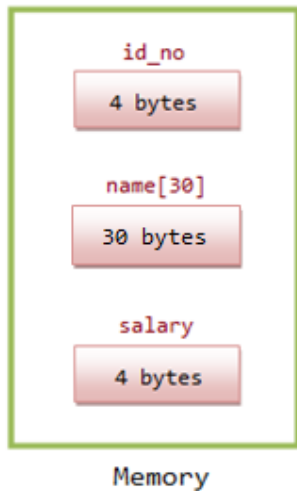 id_no
4 bytes
name[30]
30 bytes
salary
4 bytes
Memory